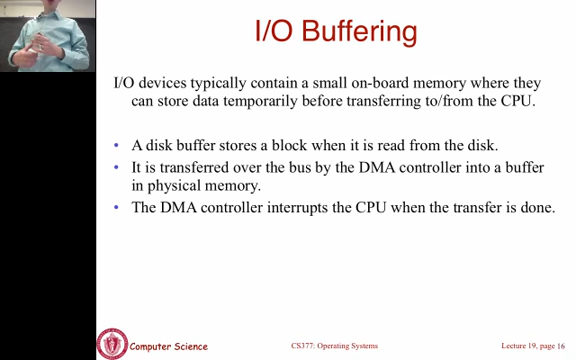 I/O Buffering
I/O devices typically contain a small on-board memory where they
can store data temporarily before transferring to/from the CPU.
• A disk buffer stores a block when it is read from the disk.
• It is transferred over the bus by the DMA controller into a buffer
in physical memory.
• The DMA controller interrupts the CPU when the transfer is done.
Computer Science
CS377: Operating Systems
Lecture 19, page 16